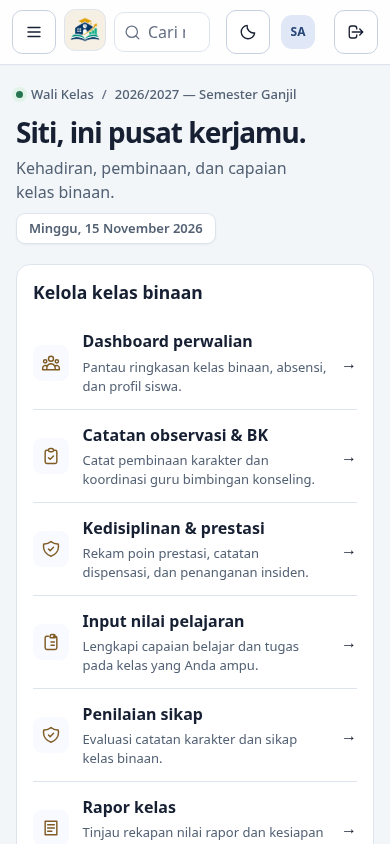 Cari
SA
Wali Kelas / 2026/2027 — Semester Ganjil
Siti, ini pusat kerjamu.
Kehadiran, pembinaan, dan capaian
kelas binaan.
Minggu, 15 November 2026
Kelola kelas binaan
Dashboard perwalian
Pantau ringkasan kelas binaan, absensi,
dan profil siswa.
→
Catatan observasi & BK
Catat pembinaan karakter dan
koordinasi guru bimbingan konseling.
→
Kedisiplinan & prestasi
Rekam poin prestasi, catatan
dispensasi, dan penanganan insiden.
→
Input nilai pelajaran
Lengkapi capaian belajar dan tugas
pada kelas yang Anda ampu.
→
Penilaian sikap
Evaluasi catatan karakter dan sikap
kelas binaan.
→
Rapor kelas
Tinjau rekapan nilai rapor dan kesiapan
→